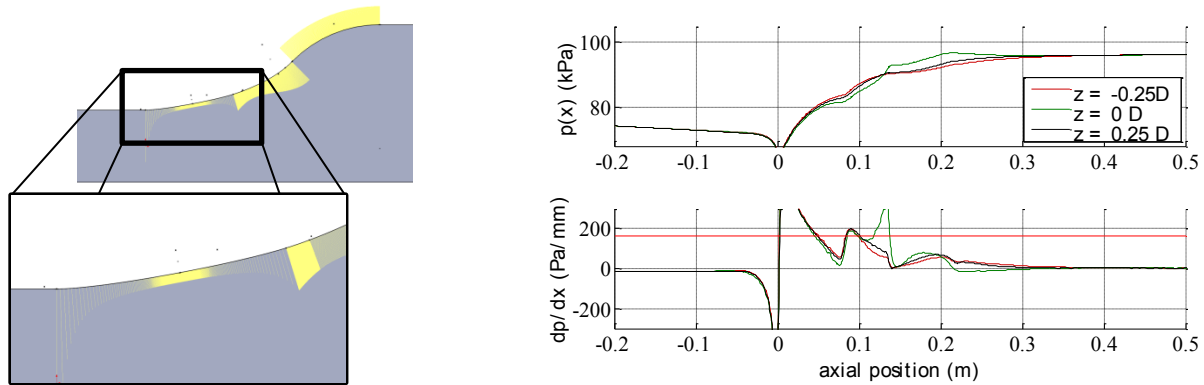 100
80
p(x) (kPa)
z = -0.25D
z = 0 D
z = 0.25 D
-0.2 -0.1 0 0.1 0.2 0.3 0.4 0.5
200
0
-200
dp/dx (Pa/mm)
-0.2 -0.1 0 0.1 0.2 0.3 0.4 0.5
axial position (m)